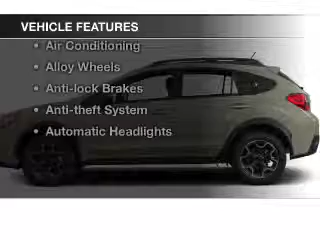 VEHICLE FEATURES
• Air Conditioning
• Alloy Wheels
• Anti-lock Brakes
• Anti-theft System
• Automatic Headlights